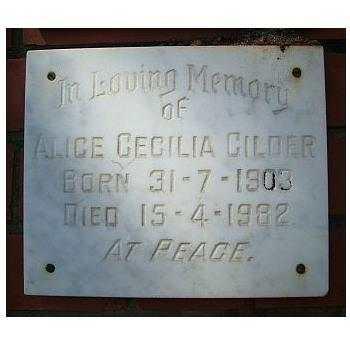 In Loving Memory
of
ALICE CECILIA GILDER
BORN 31-7-1903
DIED 15-4-1982
AT PEACE.